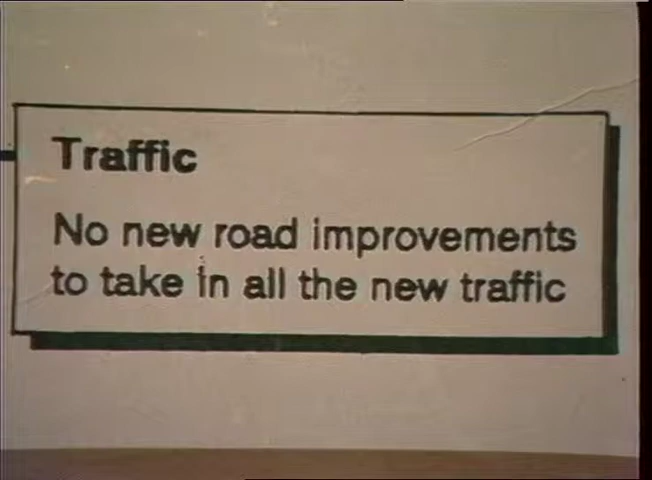 Traffic
No new road improvements
to take in all the new traffic